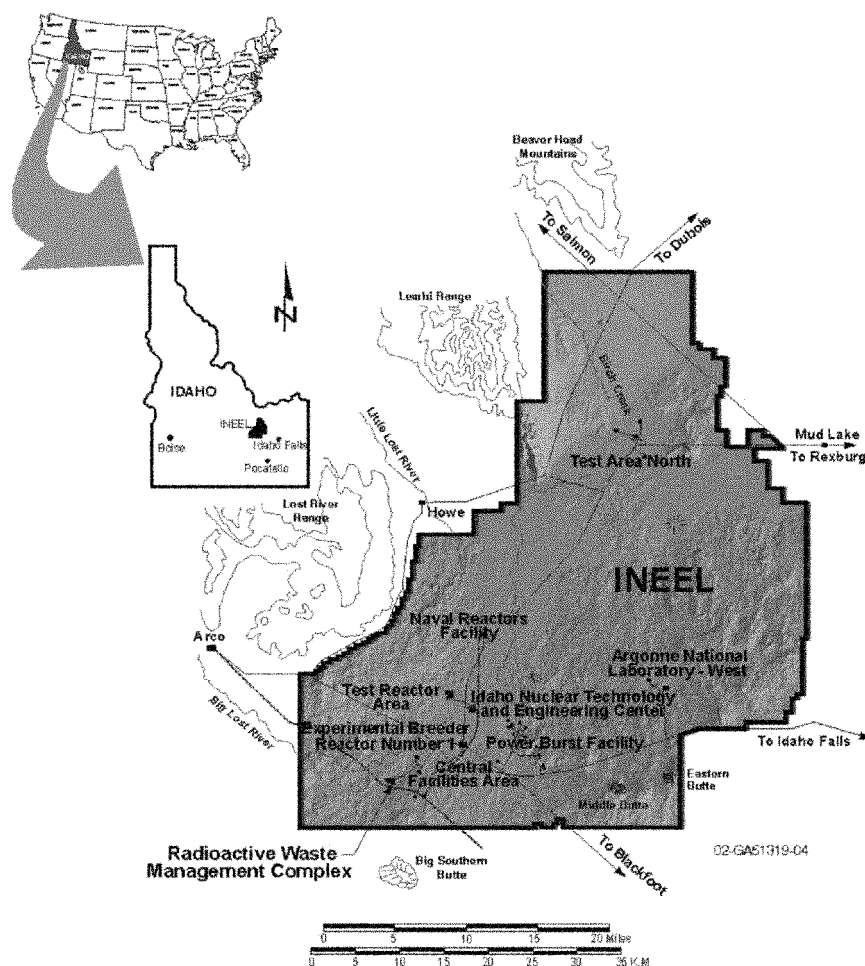 Beaver Head
Mountains
To Salmon
To Dubois
N
Lemhi Range
Birch Creek
IDAHO
INEEL
Boise
Idaho Falls
Pocatello
Little Lost River
Mud Lake
To Rexburg
Test Area North
Lost River
Range
Howe
INEEL
Naval Reactors
Facility
Arco
Argonne National
Laboratory - West
Test Reactor
Area
Idaho Nuclear Technology
and Engineering Center
Big Lost River
Experimental Breeder
Reactor Number 1
Power Burst Facility
To Idaho Falls
Central
Facilities Area
Eastern
Butte
Middle Butte
Radioactive Waste
Management Complex
Big Southern
Butte
To Blackfoot
02-GA51319-04
0 5 10 15 20 Miles
0 5 10 15 20 25 30 35 K.M.